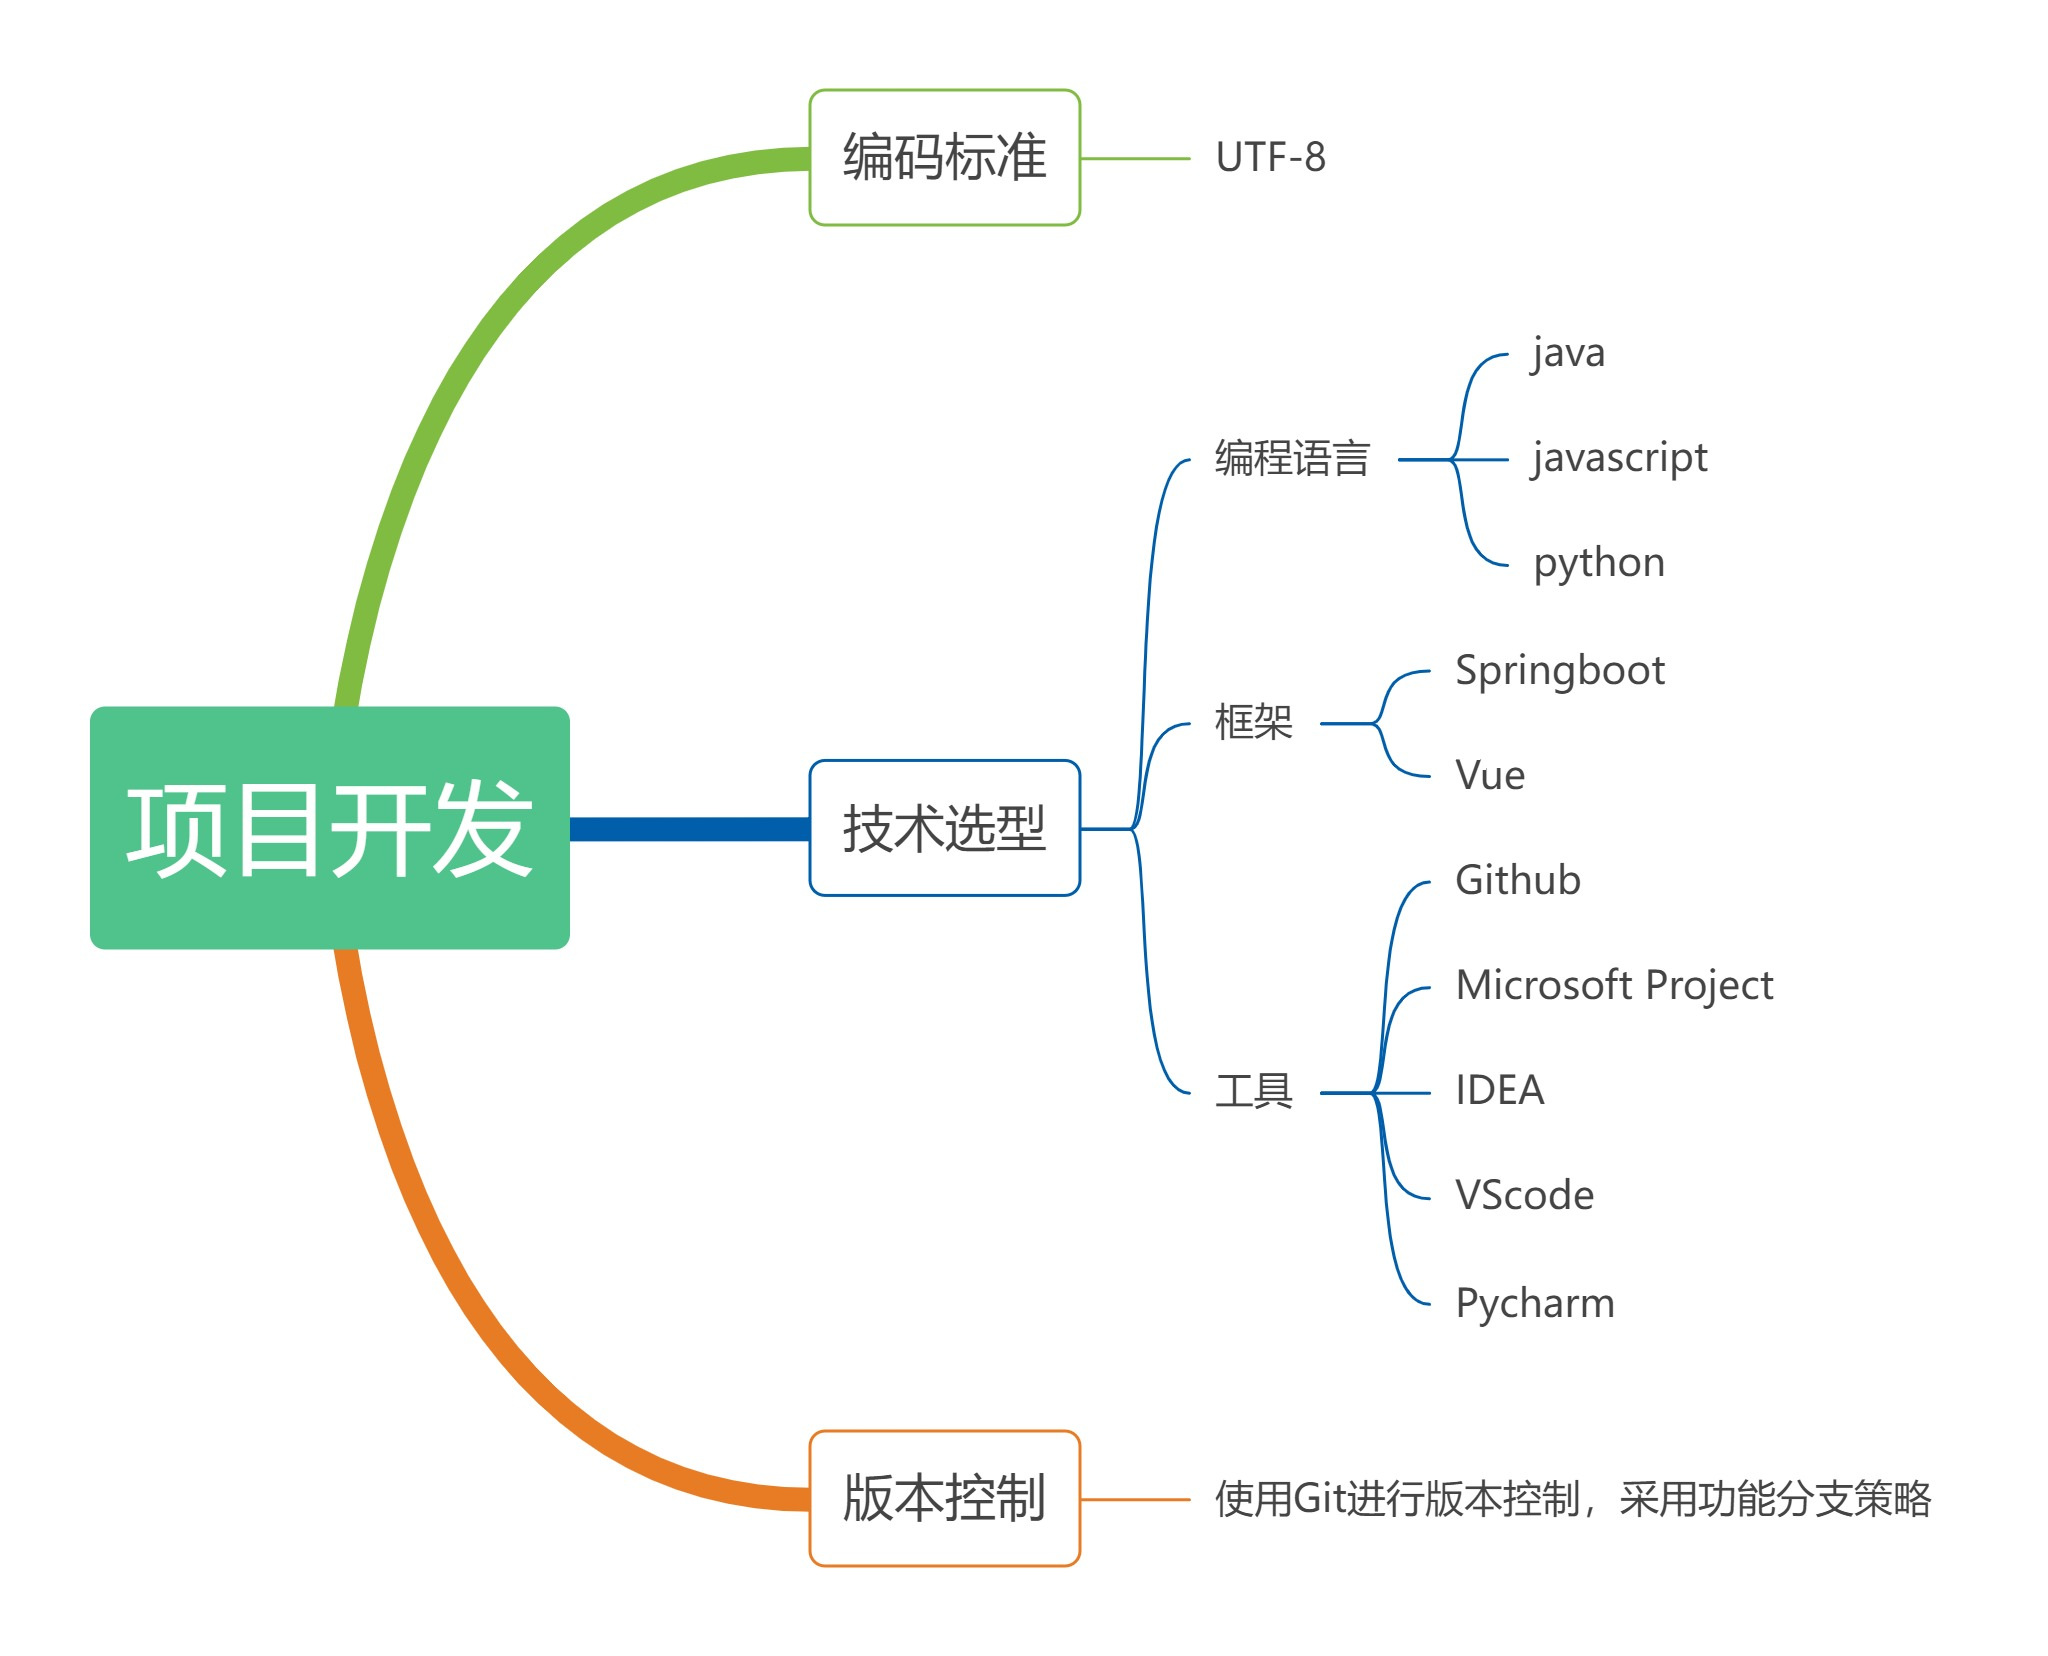 项目开发
编码标准
UTF-8
技术选型
编程语言
java
javascript
python
框架
Springboot
Vue
工具
Github
Microsoft Project
IDEA
VScode
Pycharm
版本控制
使用Git进行版本控制，采用功能分支策略